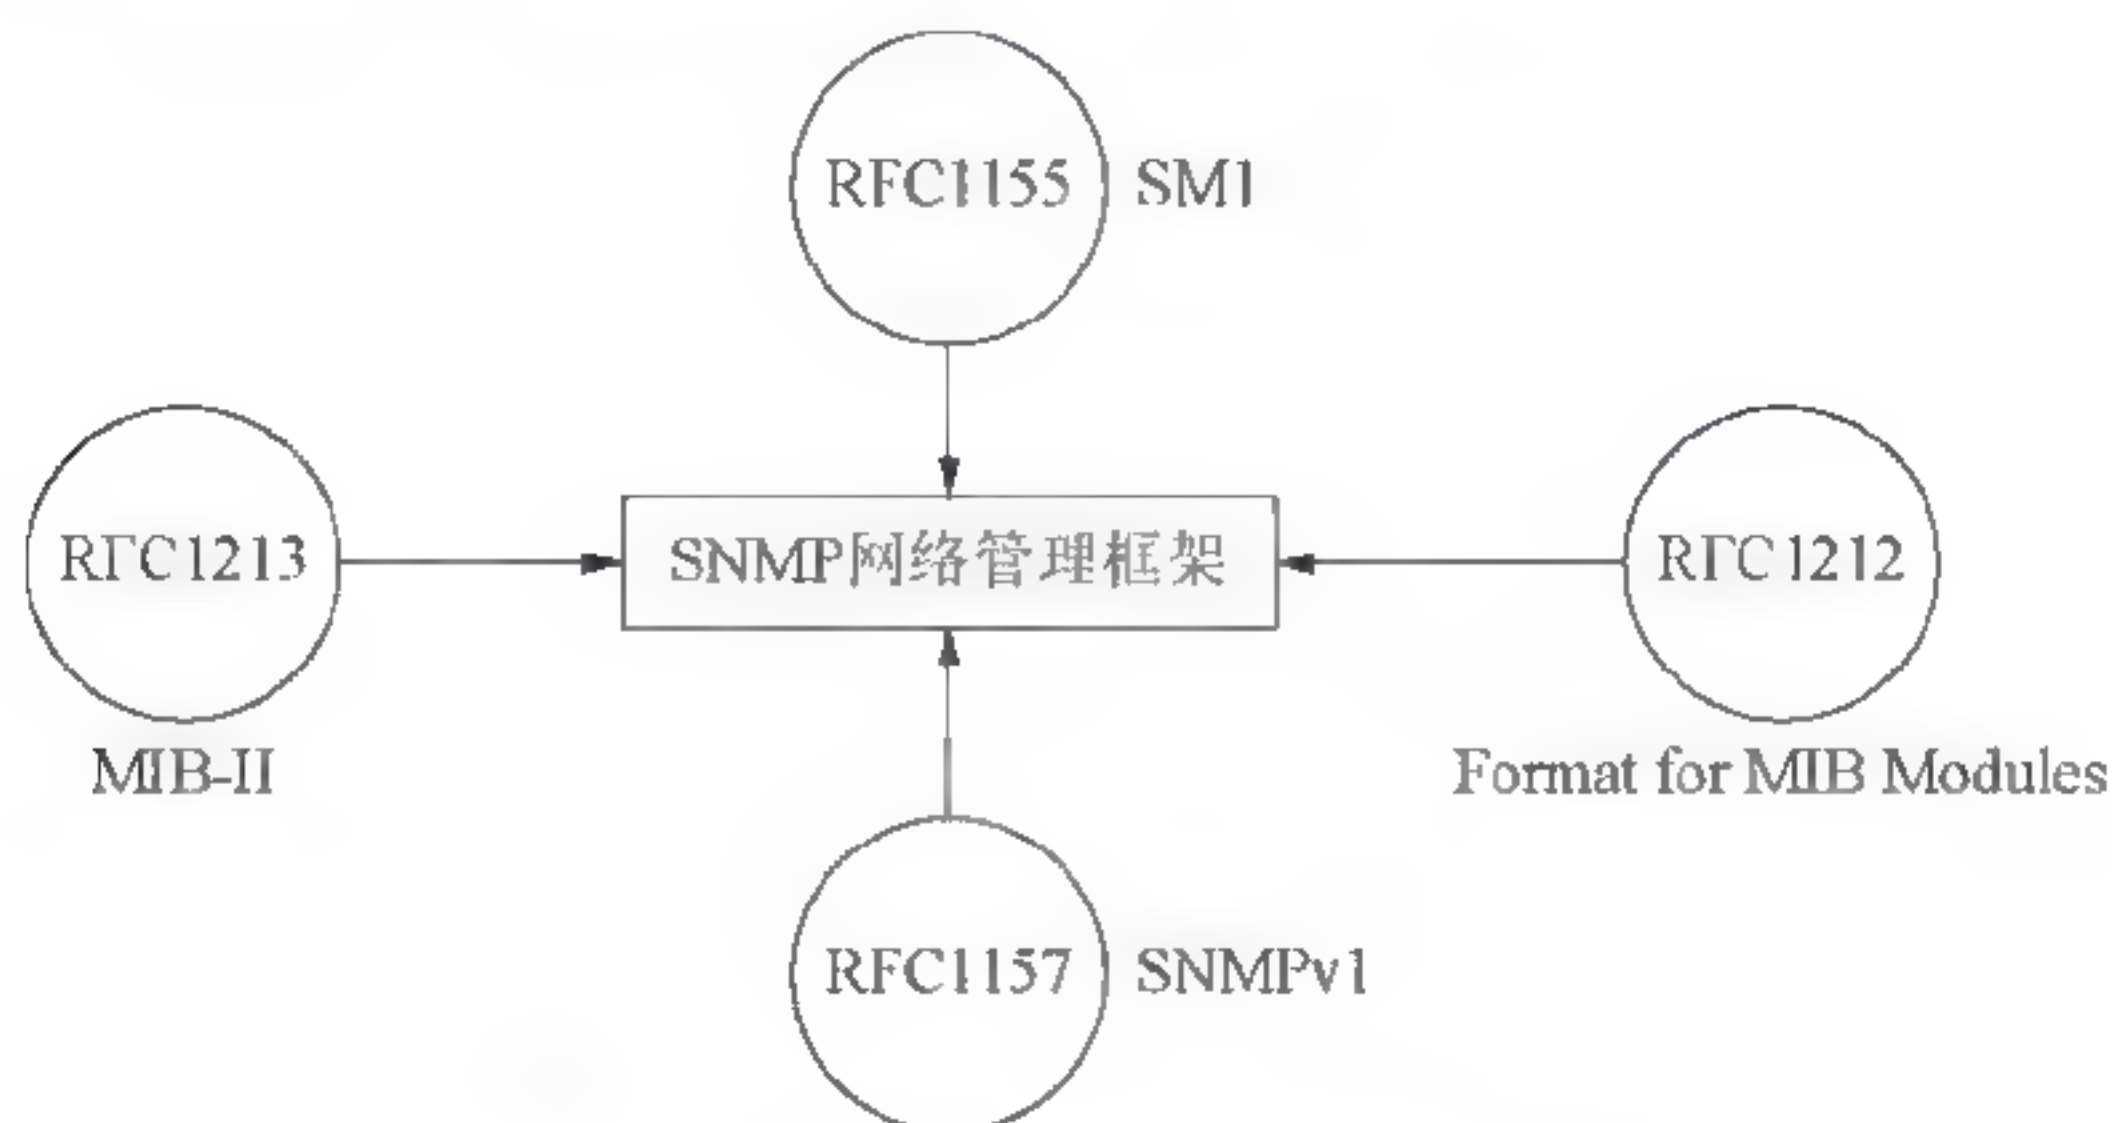 RFC1155 SM1
RFC1213
SNMP网络管理框架
RFC1212
MIB-II
Format for MIB Modules
RFC1157 SNMPv1